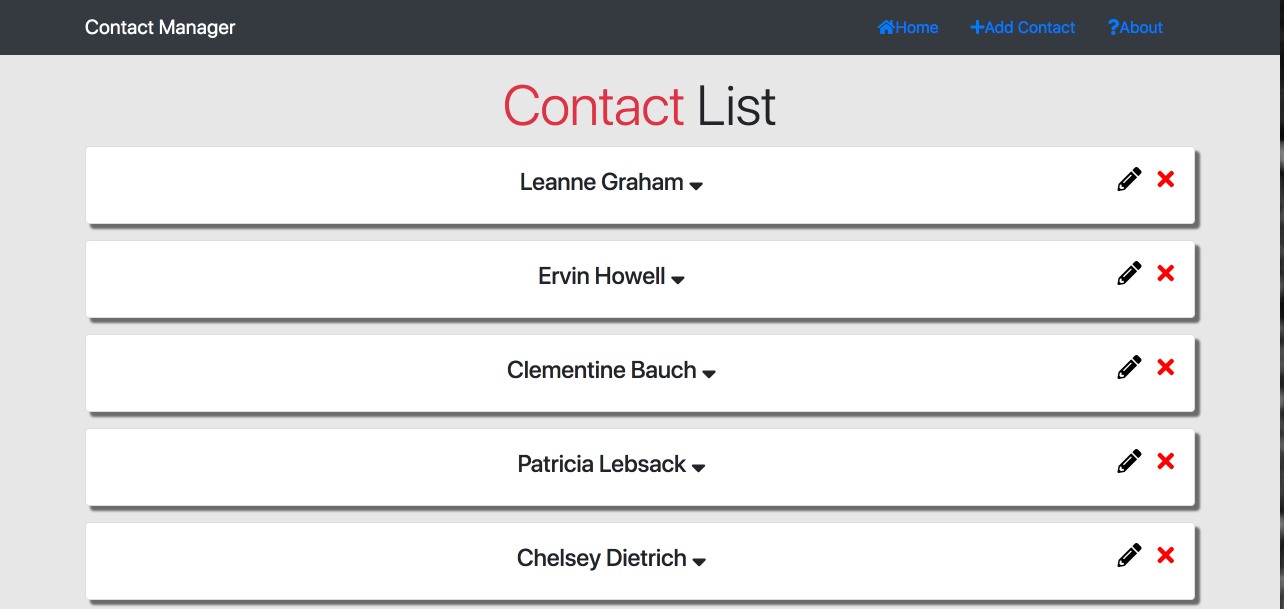 Contact Manager Home Add Contact About
Contact List
Leanne Graham
Ervin Howell
Clementine Bauch
Patricia Lebsack
Chelsey Dietrich